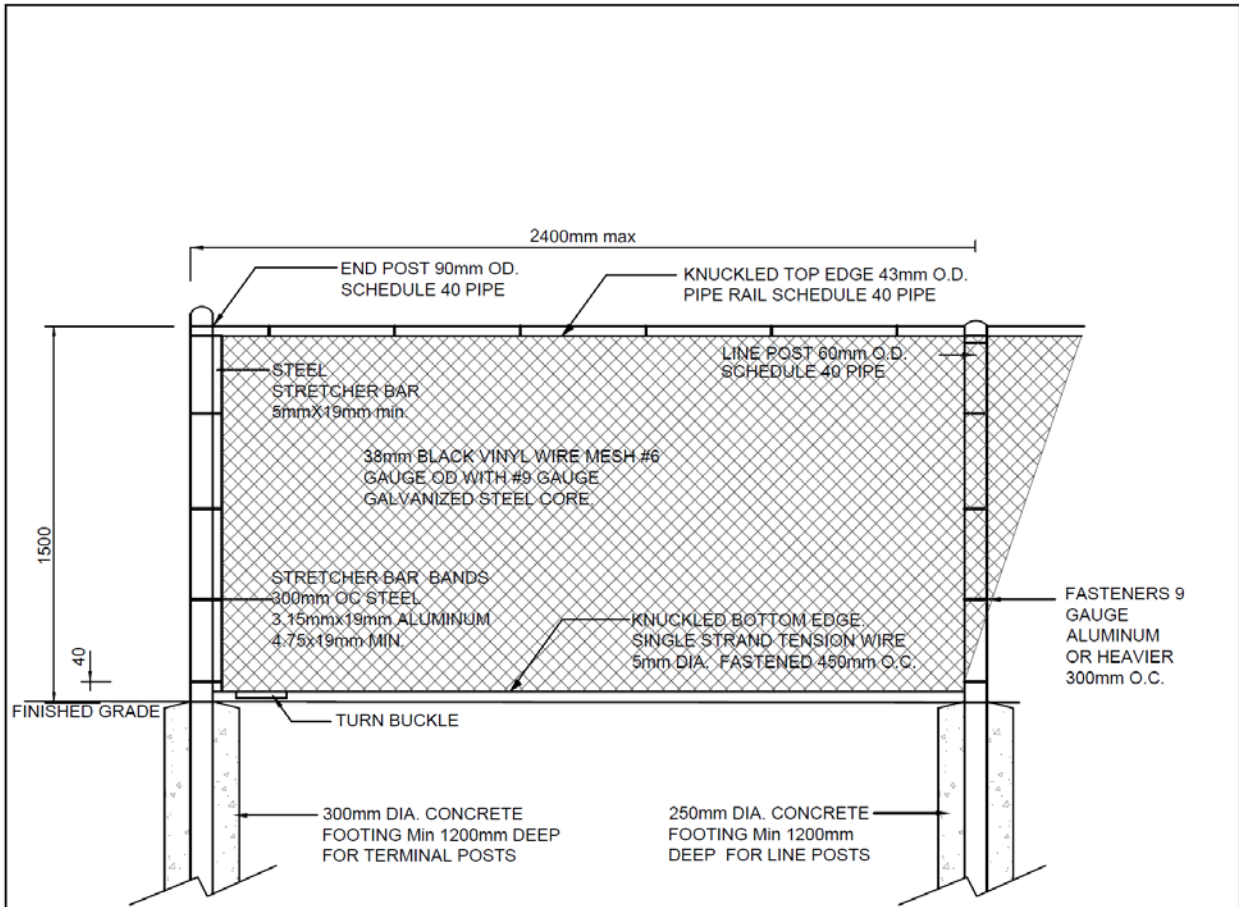 2400mm max
END POST 90mm OD.
SCHEDULE 40 PIPE
KNUCKLED TOP EDGE 43mm O.D.
PIPE RAIL SCHEDULE 40 PIPE
LINE POST 60mm O.D.
SCHEDULE 40 PIPE
STEEL
STRETCHER BAR
5mmX19mm min.
38mm BLACK VINYL WIRE MESH #6
GAUGE OD WITH #9 GAUGE
GALVANIZED STEEL CORE.
1500
STRETCHER BAR BANDS
300mm OC STEEL
3.15mmx19mm ALUMINUM
4.75x19mm MIN.
KNUCKLED BOTTOM EDGE.
SINGLE STRAND TENSION WIRE
5mm DIA. FASTENED 450mm O.C.
FASTENERS 9
GAUGE
ALUMINUM
OR HEAVIER
300mm O.C.
40
FINISHED GRADE
TURN BUCKLE
300mm DIA. CONCRETE
FOOTING Min 1200mm DEEP
FOR TERMINAL POSTS
250mm DIA. CONCRETE
FOOTING Min 1200mm
DEEP FOR LINE POSTS